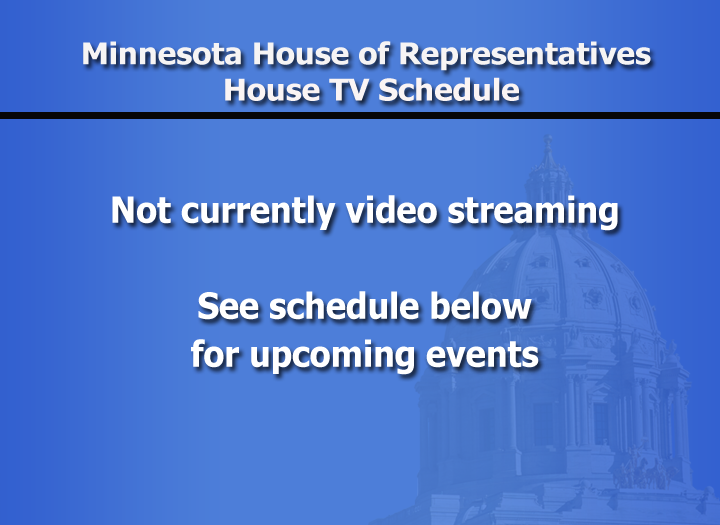 Minnesota House of Representatives
House TV Schedule
Not currently video streaming
See schedule below
for upcoming events